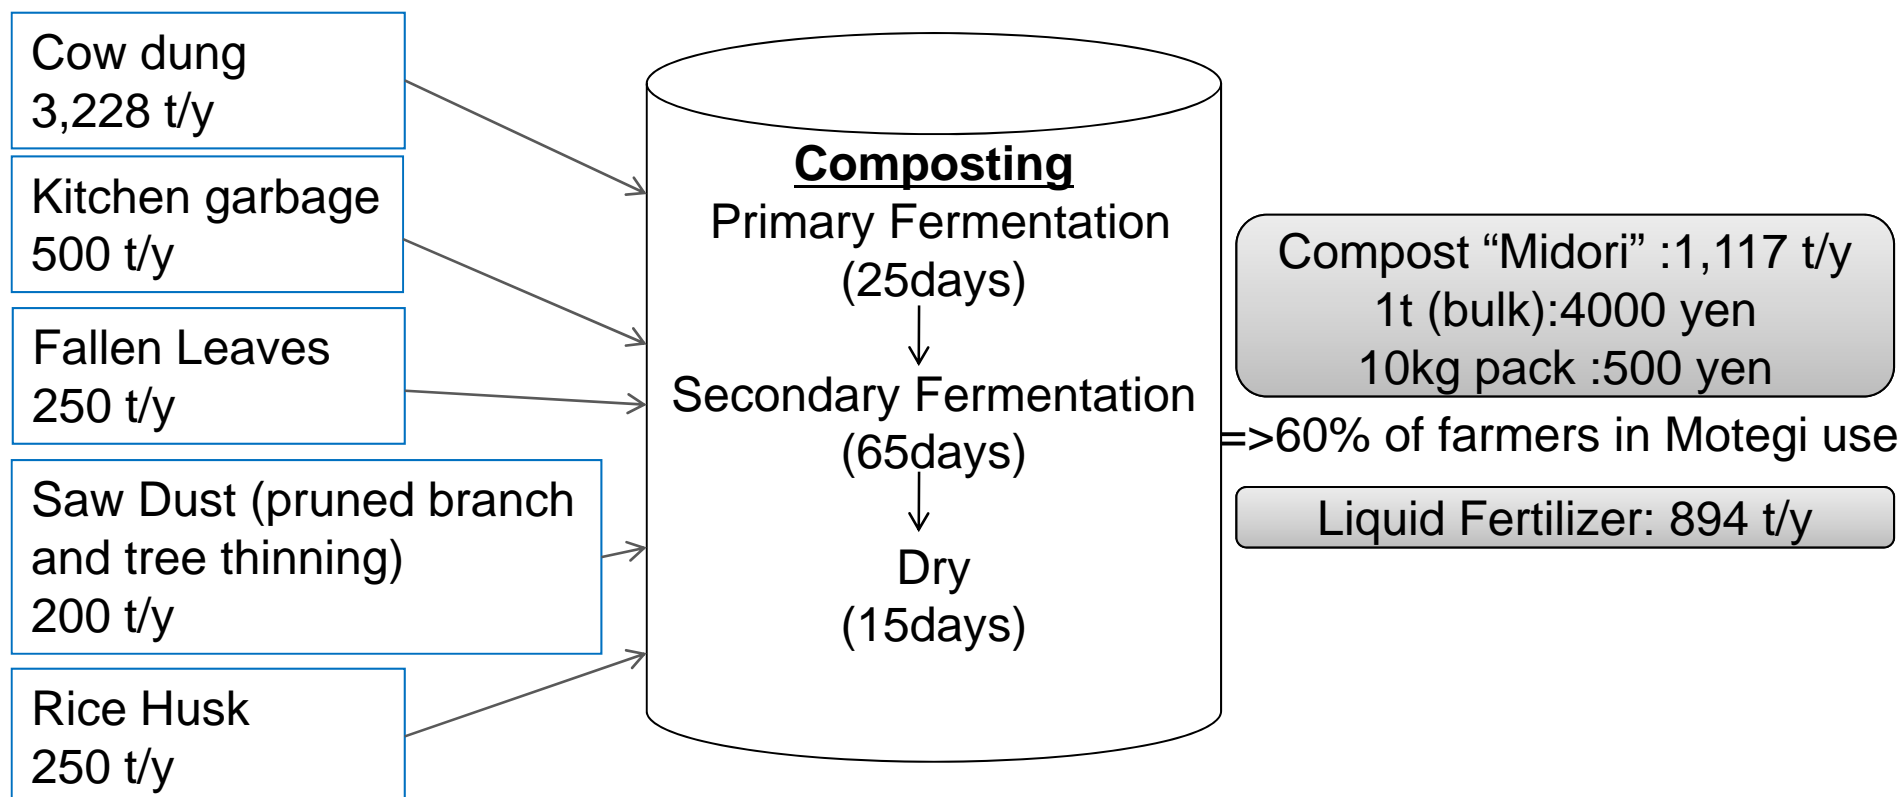 Cow dung
3,228 t/y
Kitchen garbage
500 t/y
Fallen Leaves
250 t/y
Saw Dust (pruned branch
and tree thinning)
200 t/y
Rice Husk
250 t/y
Composting
Primary Fermentation
(25days)
Secondary Fermentation
(65days)
Dry
(15days)
Compost “Midori” :1,117 t/y
1t (bulk):4000 yen
10kg pack :500 yen
=>60% of farmers in Motegi use
Liquid Fertilizer: 894 t/y